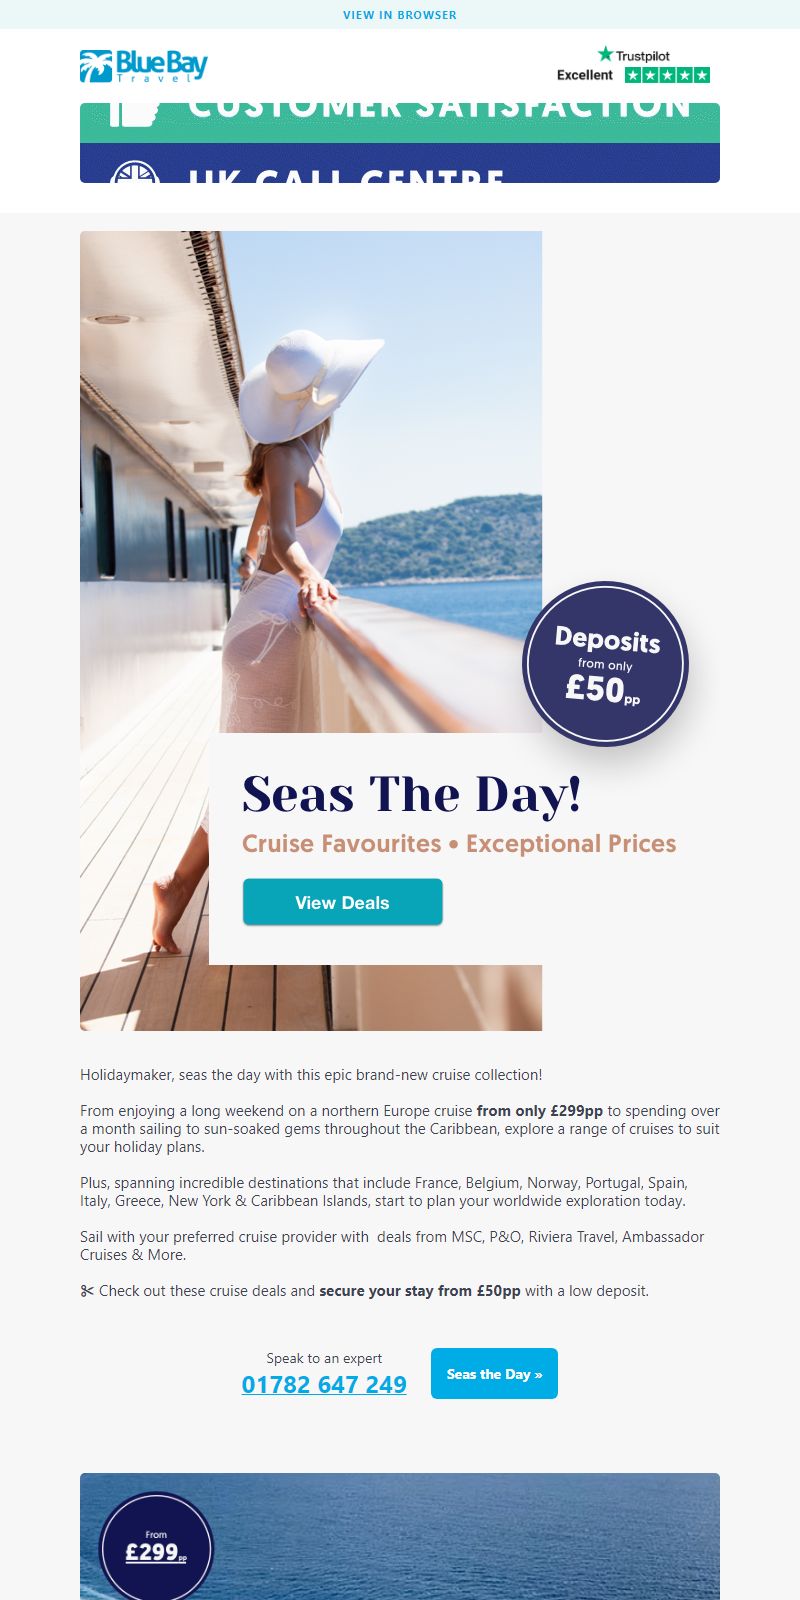 VIEW IN BROWSER
BlueBay
Travel
Trustpilot
Excellent
CUSTOMER SATISFACTION
UK CALL CENTRE
Deposits
from only
£50pp
Seas The Day!
Cruise Favourites • Exceptional Prices
View Deals
Holidaymaker, seas the day with this epic brand-new cruise collection!
From enjoying a long weekend on a northern Europe cruise from only £299pp to spending over
a month sailing to sun-soaked gems throughout the Caribbean, explore a range of cruises to suit
your holiday plans.
Plus, spanning incredible destinations that include France, Belgium, Norway, Portugal, Spain,
Italy, Greece, New York & Caribbean Islands, start to plan your worldwide exploration today.
Sail with your preferred cruise provider with  deals from MSC, P&O, Riviera Travel, Ambassador
Cruises & More.
✂ Check out these cruise deals and secure your stay from £50pp with a low deposit.
Speak to an expert
01782 647 249
Seas the Day »
From
£299pp